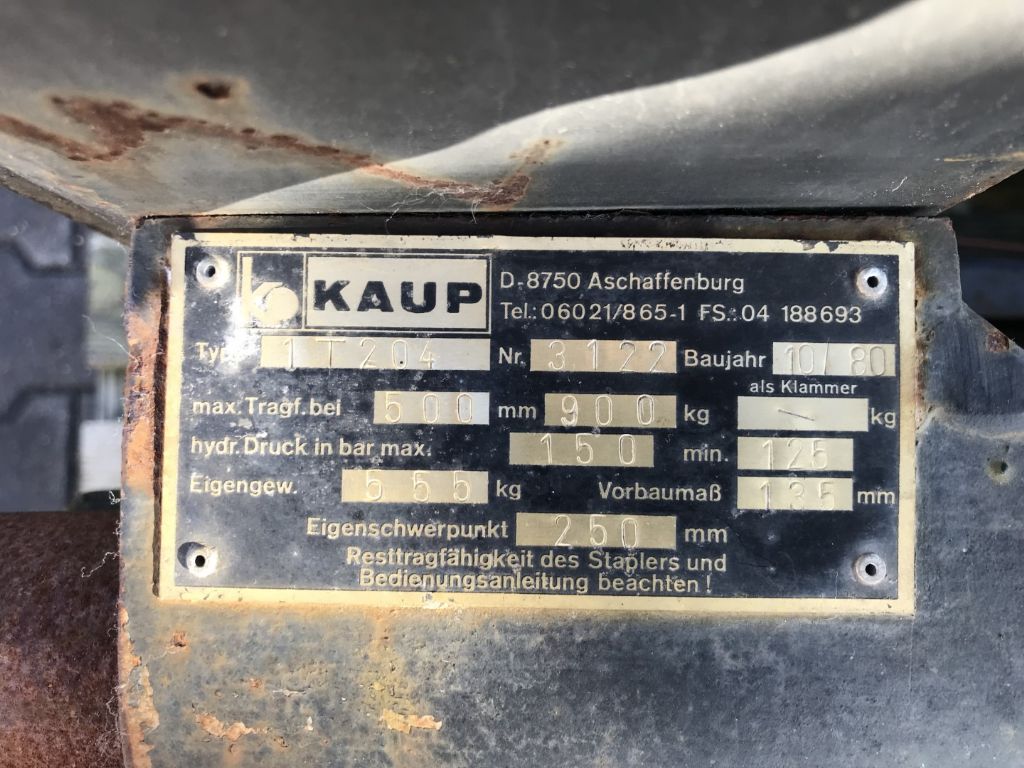 KAUP
D-8750 Aschaffenburg
Tel.: 06021/865-1 FS.: 04 188693
Typ 1T204 Nr. 3122 Baujahr 10/80
als Klammer
max. Tragf. bei 500 mm 900 kg / kg
hydr. Druck in bar max. 150 min. 125
Eigengew. 555 kg Vorbaumaß 135 mm
Eigenschwerpunkt 250 mm
Resttragfähigkeit des Staplers und
Bedienungsanleitung beachten!